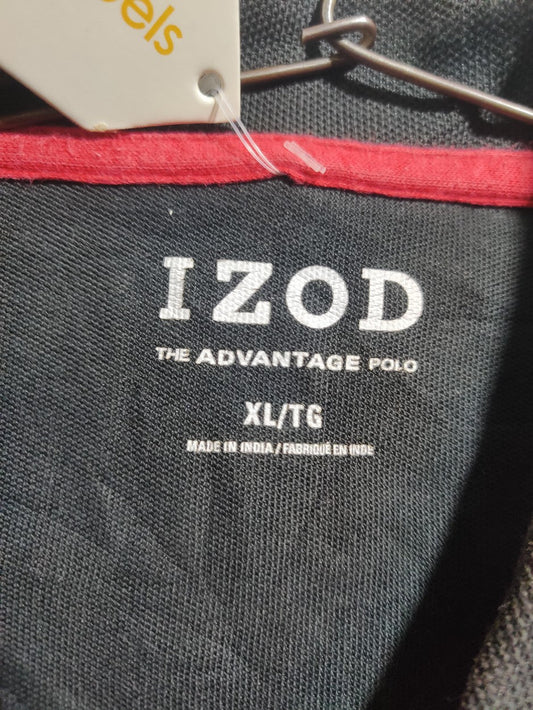 IZOD
THE ADVANTAGE POLO
XL/TG
MADE IN INDIA / FABRIQUÉ EN INDE